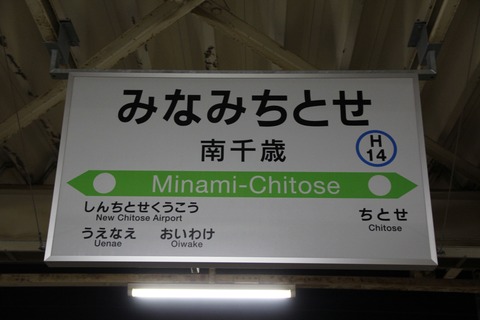 みなみちとせ
南千歳
H
14
Minami-Chitose
しんちとせくうこう
New Chitose Airport
うえなえ おいわけ
Uenae Oiwake
ちとせ
Chitose